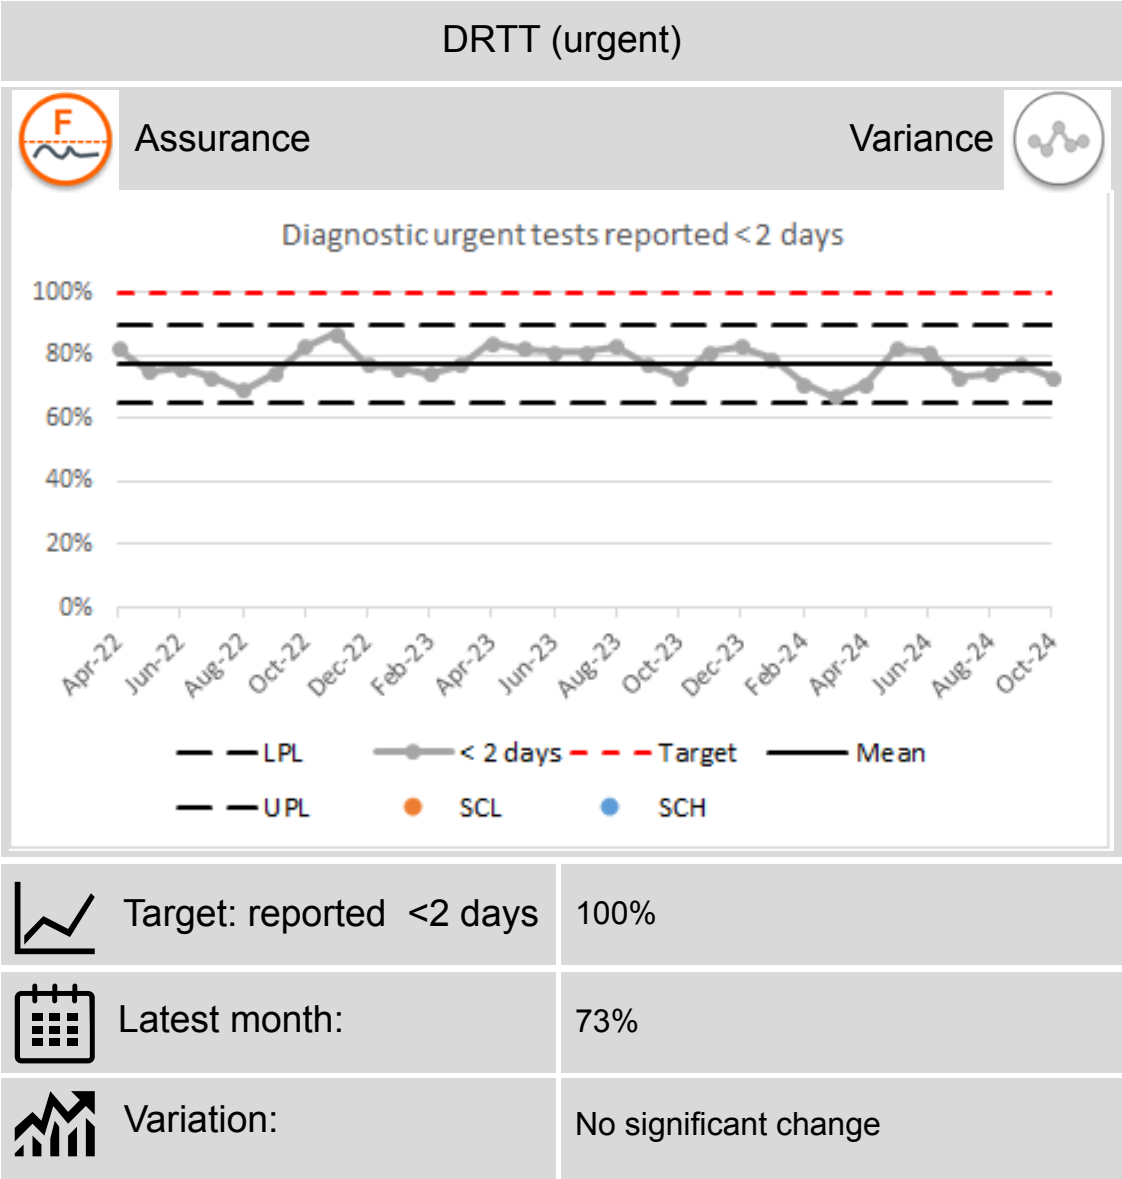 DRTT (urgent)
F
Assurance
Variance
Diagnostic urgent tests reported <2 days
100%
80%
60%
40%
20%
0%
Apr-22 Jun-22 Aug-22 Oct-22 Dec-22 Feb-23 Apr-23 Jun-23 Aug-23 Oct-23 Dec-23 Feb-24 Apr-24 Jun-24 Aug-24 Oct-24
LPL < 2 days Target Mean
UPL SCL SCH
Target: reported <2 days 100%
Latest month: 73%
Variation: No significant change